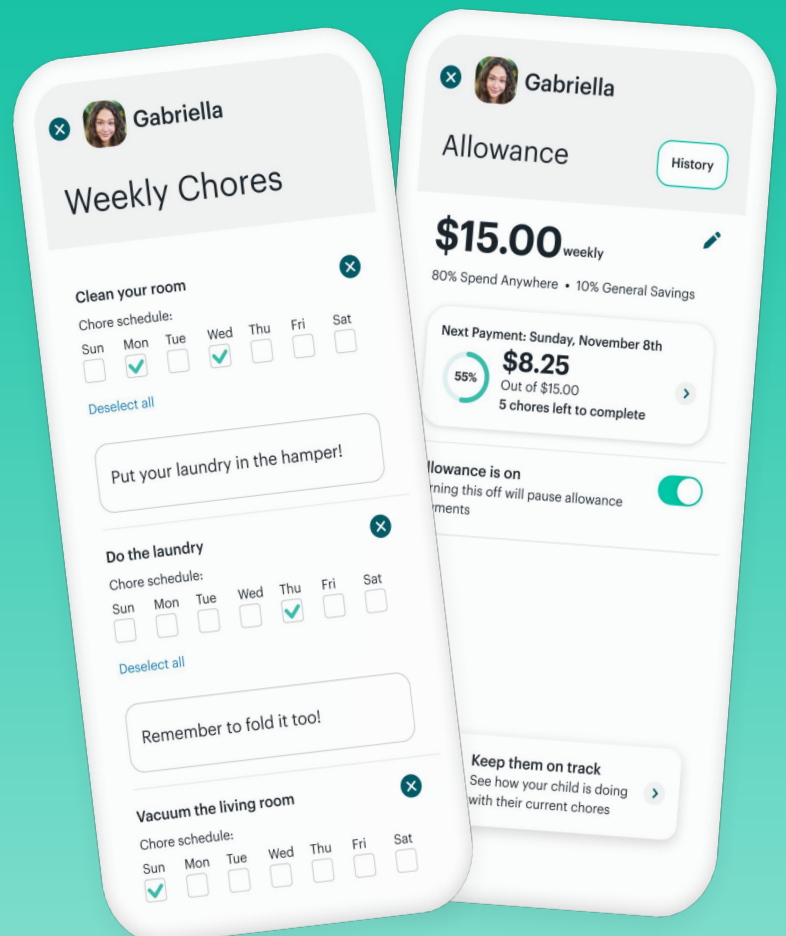 Gabriella
Weekly Chores
Clean your room
Chore schedule:
Sun Mon Tue Wed Thu Fri Sat
Deselect all
Put your laundry in the hamper!
Do the laundry
Chore schedule:
Sun Mon Tue Wed Thu Fri Sat
Deselect all
Remember to fold it too!
Vacuum the living room
Chore schedule:
Sun Mon Tue Wed Thu Fri Sat
Gabriella
Allowance
History
$15.00 weekly
80% Spend Anywhere • 10% General Savings
Next Payment: Sunday, November 8th
55%
$8.25
Out of $15.00
5 chores left to complete
llowance is on
rning this off will pause allowance
ments
Keep them on track
See how your child is doing
with their current chores